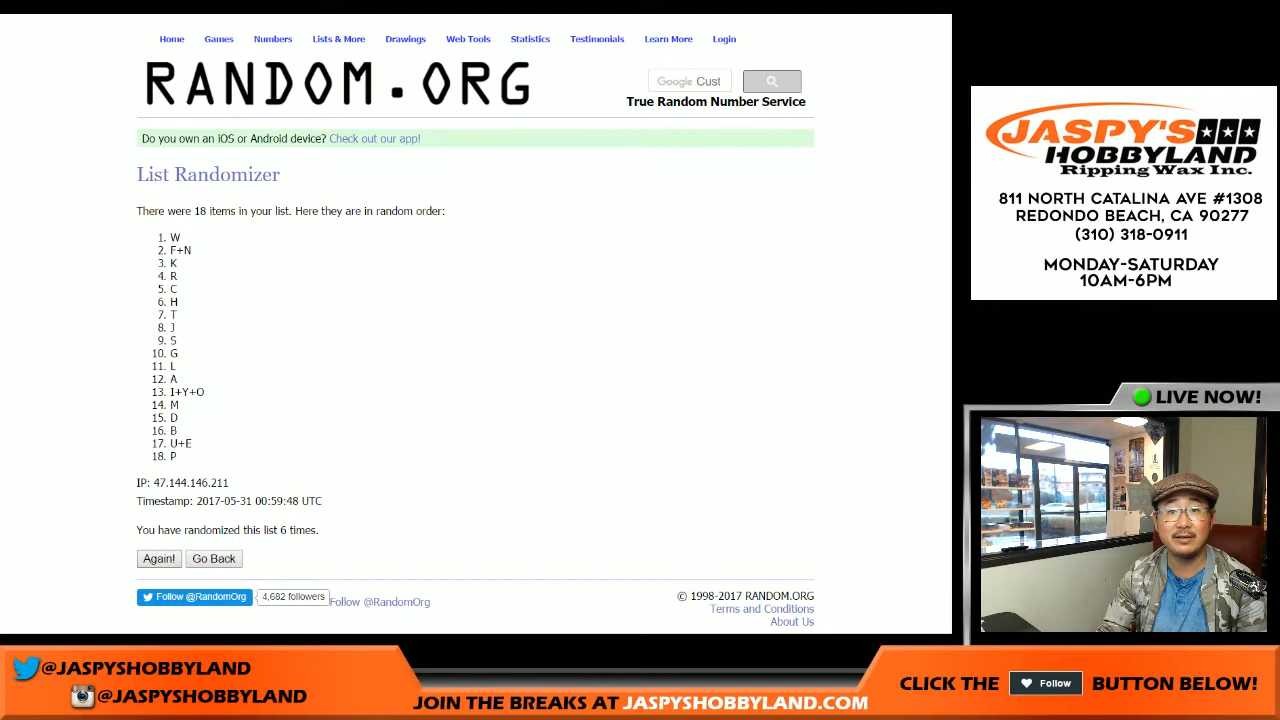 Home Games Numbers Lists & More Drawings Web Tools Statistics Testimonials Learn More Login
RANDOM.ORG
Google Cust
True Random Number Service
Do you own an iOS or Android device? Check out our app!
List Randomizer
There were 18 items in your list. Here they are in random order:
1. W
2. F+N
3. K
4. R
5. C
6. H
7. T
8. J
9. S
10. G
11. L
12. A
13. I+Y+O
14. M
15. D
16. B
17. U+E
18. P
IP: 47.144.146.211
Timestamp: 2017-05-31 00:59:48 UTC
You have randomized this list 6 times.
Again! Go Back
Follow @RandomOrg 4,682 followers Follow @RandomOrg
© 1998-2017 RANDOM.ORG
Terms and Conditions
About Us
JASPY'S
HOBBYLAND
Ripping Wax Inc.
811 NORTH CATALINA AVE #1308
REDONDO BEACH, CA 90277
(310) 318-0911
MONDAY-SATURDAY
10AM-6PM
LIVE NOW!
@JASPYSHOBBYLAND
@JASPYSHOBBYLAND
JOIN THE BREAKS AT JASPYSHOBBYLAND.COM
CLICK THE Follow BUTTON BELOW!